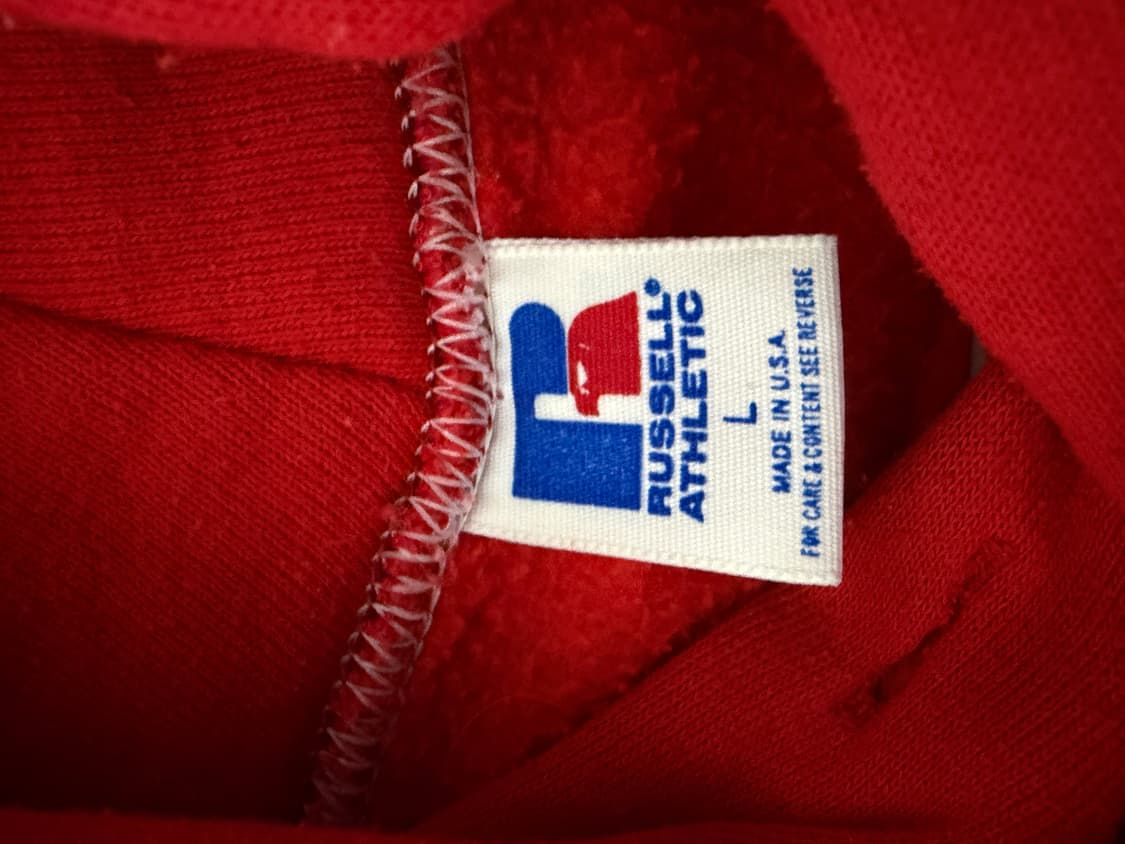 RUSSELL®
ATHLETIC
L
MADE IN U.S.A.
FOR CARE & CONTENT SEE REVERSE